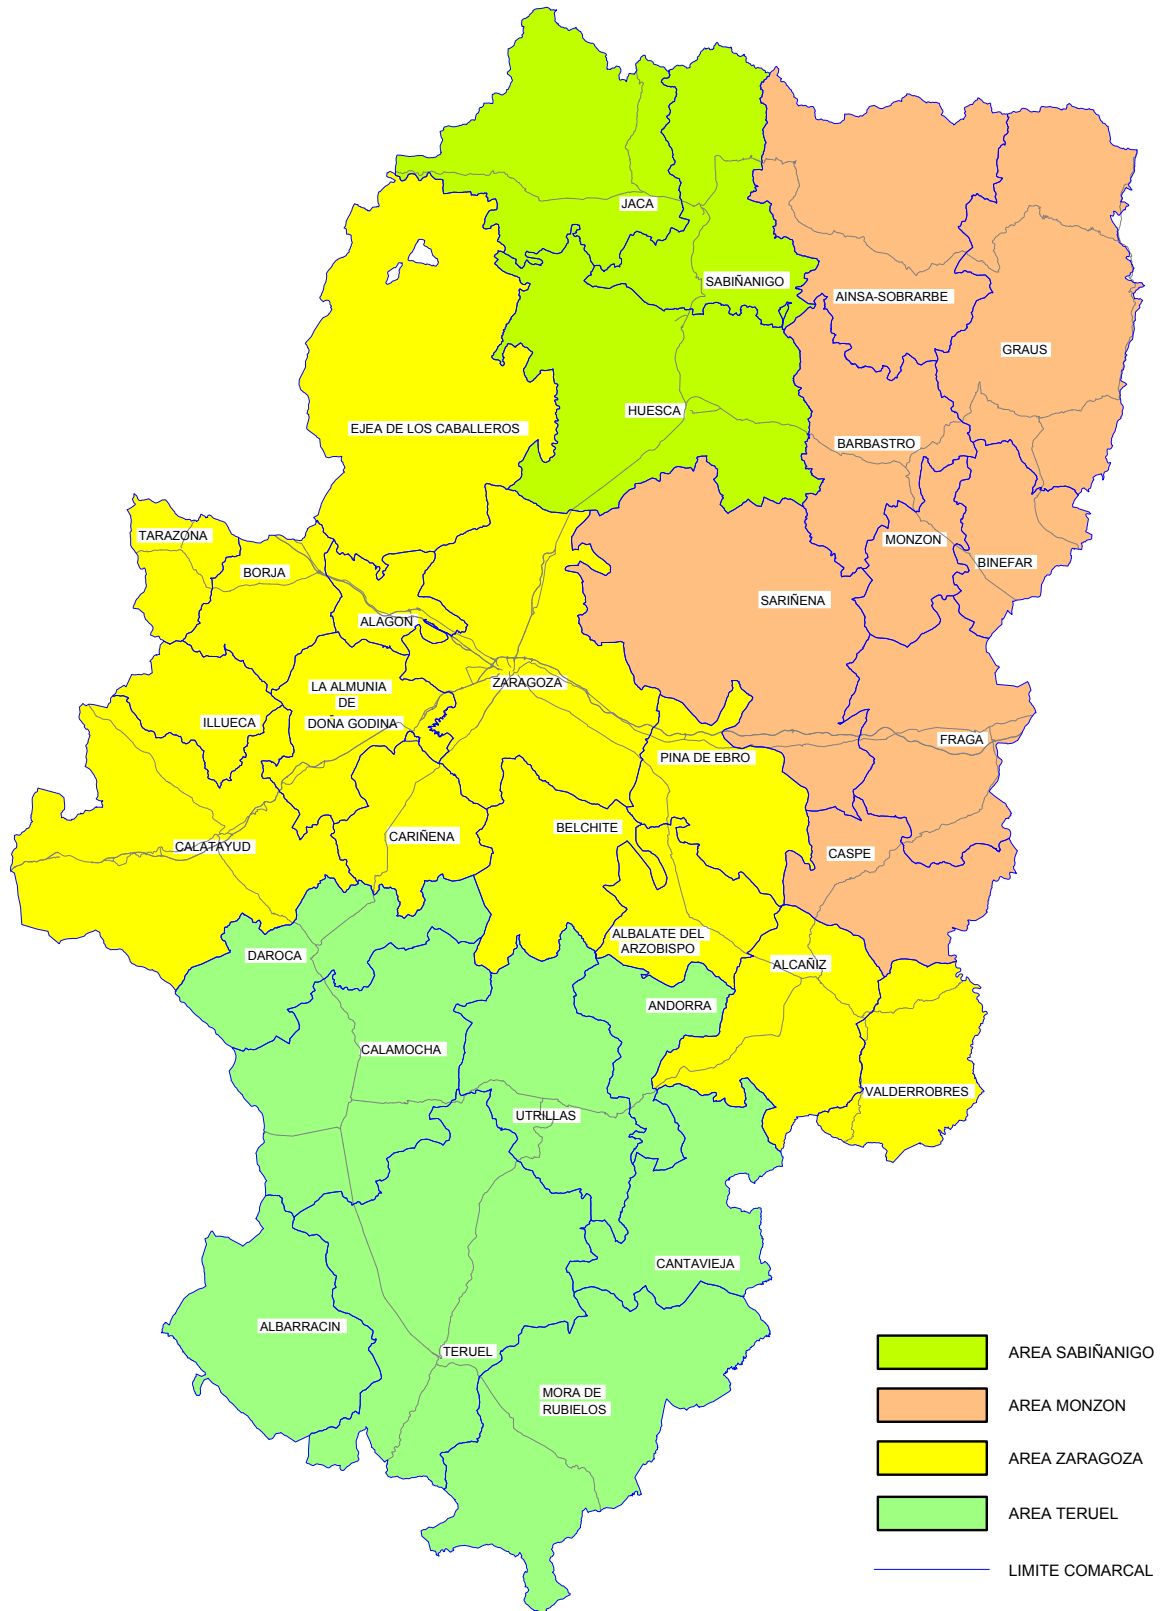 JACA
SABIÑANIGO
AINSA-SOBRARBE
GRAUS
HUESCA
EJEA DE LOS CABALLEROS
BARBASTRO
TARAZONA
MONZON
BINEFAR
BORJA
SARIÑENA
ALAGON
ZARAGOZA
LA ALMUNIA
DE
DOÑA GODINA
ILLUECA
FRAGA
PINA DE EBRO
BELCHITE
CARIÑENA
CALATAYUD
CASPE
ALBALATE DEL
ARZOBISPO
DAROCA
ALCAÑIZ
ANDORRA
CALAMOCHA
VALDERROBRES
UTRILLAS
CANTAVIEJA
ALBARRACIN
TERUEL
MORA DE
RUBIELOS
AREA SABIÑANIGO
AREA MONZON
AREA ZARAGOZA
AREA TERUEL
LIMITE COMARCAL